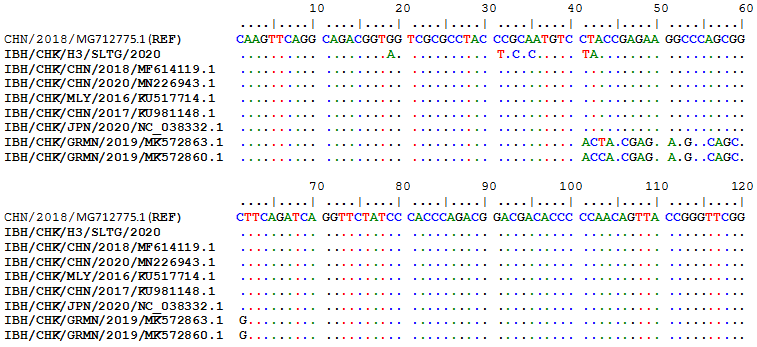 10 20 30 40 50 60
....|....| ....|....| ....|....| ....|....| ....|....| ....|....|
CHN/2018/MG712775.1(REF) CAAGTTCAGG CAGACGGTGG TCGCGCCTAC CCGCAATGTC CTACCGAGAA GGCCCAGCGG
IBH/CHK/H3/SLTG/2020 .......... ........A. .......... T.C.C..... TA........ ..........
IBH/CHK/CHN/2018/MF614119.1 .......... .......... .......... .......... .......... ..........
IBH/CHK/CHN/2020/MN226943.1 .......... .......... .......... .......... .......... ..........
IBH/CHK/MLY/2016/KU517714.1 .......... .......... .......... .......... .......... ..........
IBH/CHK/CHN/2017/KU981148.1 .......... .......... .......... .......... .......... ..........
IBH/CHK/JPN/2020/NC_038332.1 .......... .......... .......... .......... .......... ..........
IBH/CHK/GRMN/2019/MK572863.1 .......... .......... .......... .......... ACTA.CGAG. A.G..CAGC.
IBH/CHK/GRMN/2019/MK572860.1 .......... .......... .......... .......... ACCA.CGAG. A.G..CAGC.
70 80 90 100 110 120
....|....| ....|....| ....|....| ....|....| ....|....| ....|....|
CHN/2018/MG712775.1(REF) CTTCAGATCA GGTTCTATCC CACCCAGACG GACGACACCC CCAACAGTTA CCGGGTTCGG
IBH/CHK/H3/SLTG/2020 .......... .......... .......... .......... .......... ..........
IBH/CHK/CHN/2018/MF614119.1 .......... .......... .......... .......... .......... ..........
IBH/CHK/CHN/2020/MN226943.1 .......... .......... .......... .......... .......... ..........
IBH/CHK/MLY/2016/KU517714.1 .......... .......... .......... .......... .......... ..........
IBH/CHK/CHN/2017/KU981148.1 .......... .......... .......... .......... .......... ..........
IBH/CHK/JPN/2020/NC_038332.1 .......... .......... .......... .......... .......... ..........
IBH/CHK/GRMN/2019/MK572863.1 G......... .......... .......... .......... .......... ..........
IBH/CHK/GRMN/2019/MK572860.1 G......... .......... .......... .......... .......... ..........